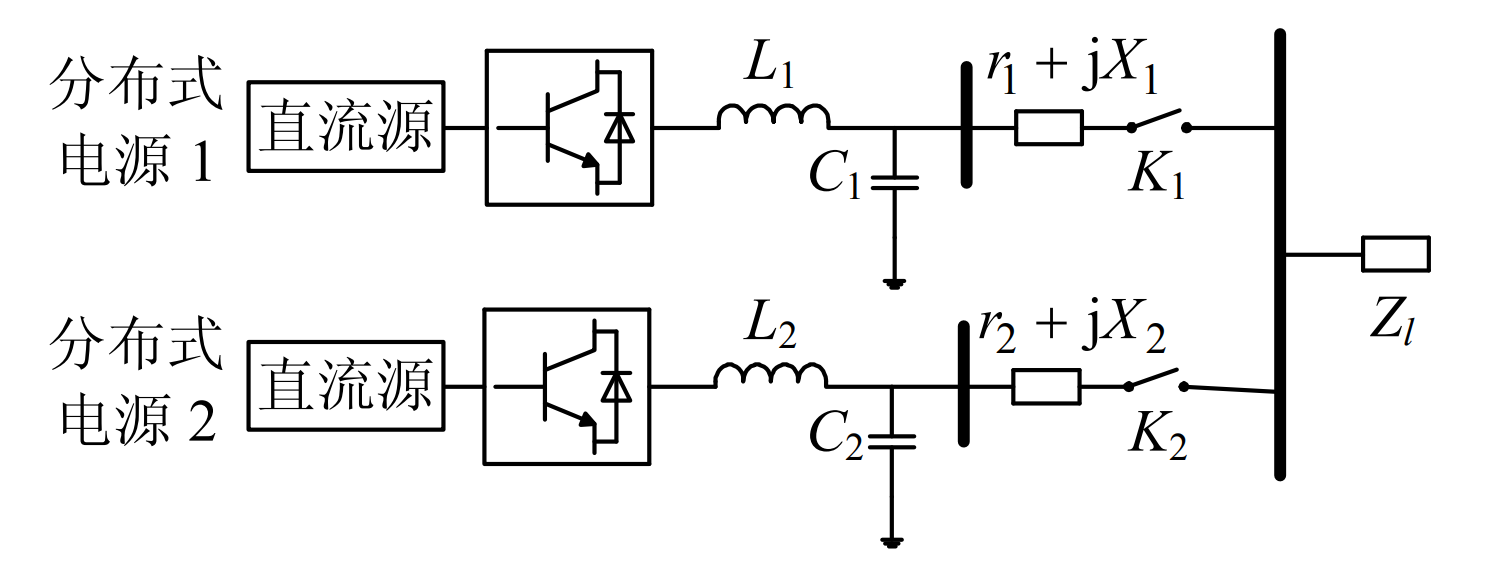 分布式
电源 1
直流源
L1
C1
r1 + jX1
K1
分布式
电源 2
直流源
L2
C2
r2 + jX2
K2
Zl